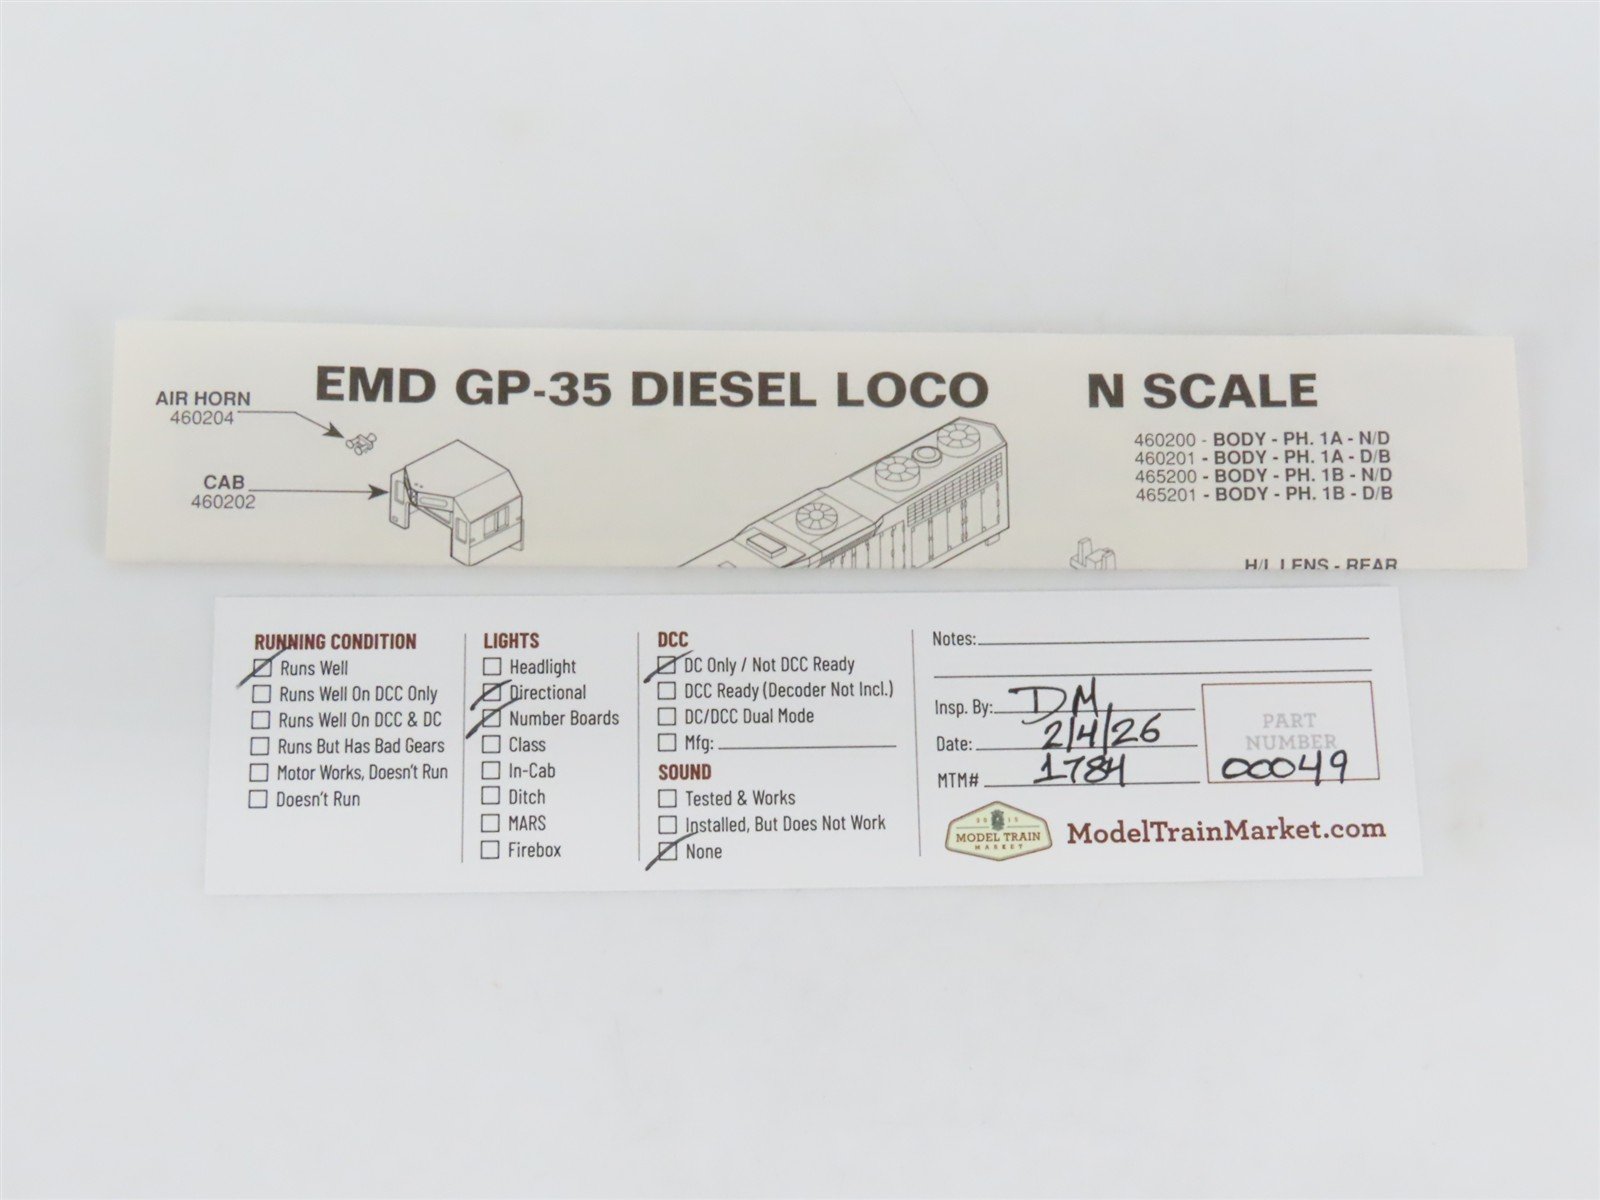 EMD GP-35 DIESEL LOCO N SCALE
AIR HORN
460204
CAB
460202
460200 - BODY - PH. 1A - N/D
460201 - BODY - PH. 1A - D/B
465200 - BODY - PH. 1B - N/D
465201 - BODY - PH. 1B - D/B
H/L LENS - REAR
RUNNING CONDITION
Runs Well
Runs Well On DCC Only
Runs Well On DCC & DC
Runs But Has Bad Gears
Motor Works, Doesn't Run
Doesn't Run
LIGHTS
Headlight
Directional
Number Boards
Class
In-Cab
Ditch
MARS
Firebox
DCC
DC Only / Not DCC Ready
DCC Ready (Decoder Not Incl.)
DC/DCC Dual Mode
Mfg:
SOUND
Tested & Works
Installed, But Does Not Work
None
Notes:
Insp. By: DM
Date: 2/4/26
MTM# 1784
PART
NUMBER
00049
2015
MODEL TRAIN
MARKET
ModelTrainMarket.com